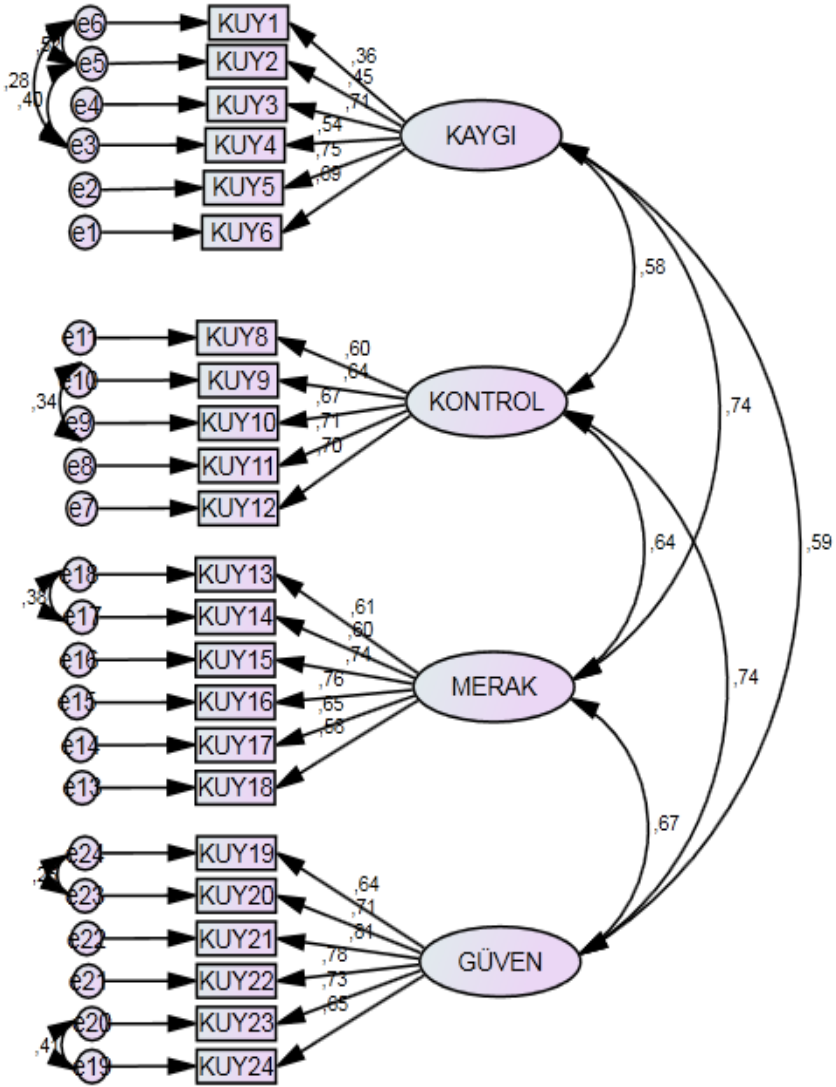 e6 KUY1
e5 KUY2
e4 KUY3
e3 KUY4
e2 KUY5
e1 KUY6
,28
,40
,36
,45
,71
,54
,75
KAYGI
,58
e11 KUY8
e10 KUY9
e9 KUY10
e8 KUY11
e7 KUY12
,34
,60
,64
,67
,71
,70
KONTROL
,74
,64
,59
e18 KUY13
e17 KUY14
e16 KUY15
e15 KUY16
e14 KUY17
e13 KUY18
,38
,61
,60
,74
,76
,65
,58
MERAK
,74
,67
e24 KUY19
e23 KUY20
e22 KUY21
e21 KUY22
e20 KUY23
e19 KUY24
,64
,71
,81
,78
,73
,65
GÜVEN